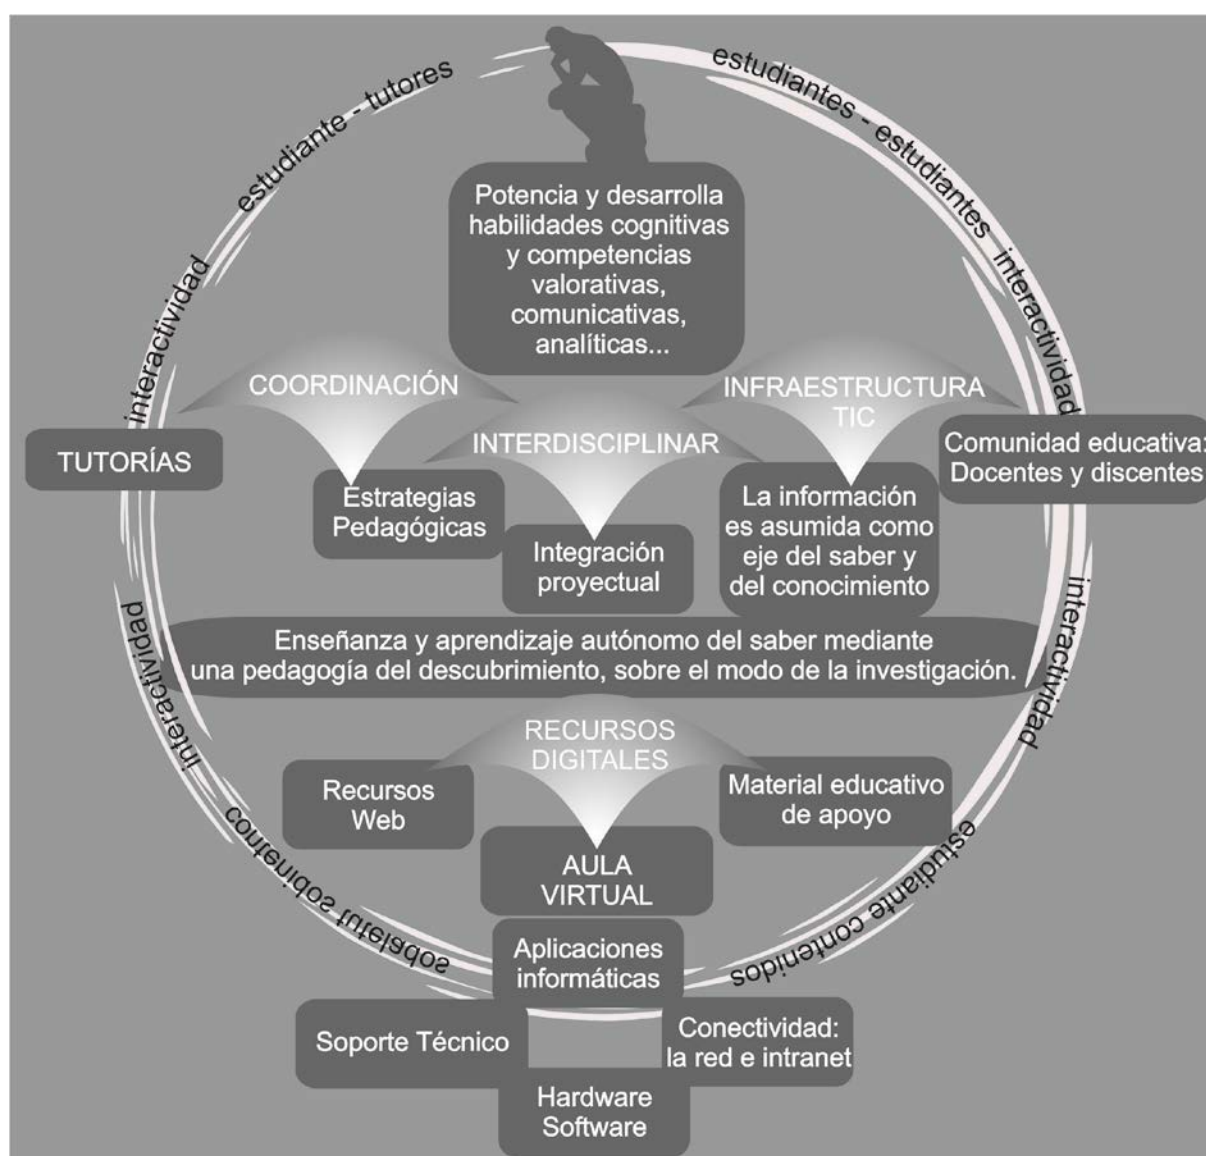 estudiante - tutores
estudiantes - estudiantes
interactividad
interactividad
Potencia y desarrolla
habilidades cognitivas
y competencias
valorativas,
comunicativas,
analíticas...
COORDINACIÓN
INFRAESTRUCTURA
TIC
INTERDISCIPLINAR
TUTORÍAS
Comunidad educativa:
Docentes y discentes
Estrategias
Pedagógicas
Integración
proyectual
La información
es asumida como
eje del saber y
del conocimiento
interactividad
interactividad
Enseñanza y aprendizaje autónomo del saber mediante
una pedagogía del descubrimiento, sobre el modo de la investigación.
RECURSOS
DIGITALES
Recursos
Web
Material educativo
de apoyo
AULA
VIRTUAL
contenidos tutelados
estudiante contenidos
Aplicaciones
informáticas
Soporte Técnico
Conectividad:
la red e intranet
Hardware
Software